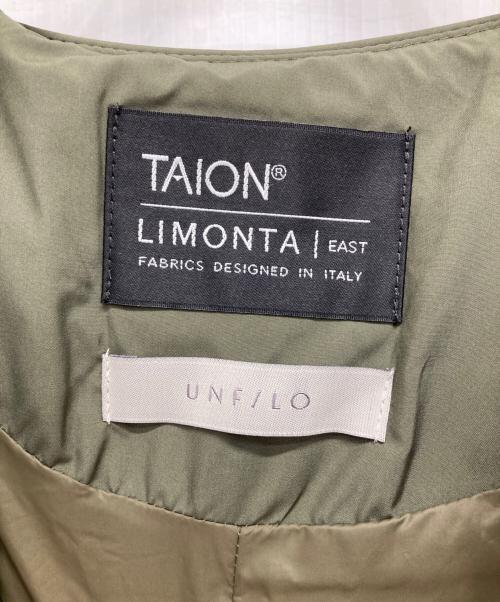 TAION®
LIMONTA | EAST
FABRICS DESIGNED IN ITALY
UNF/LO